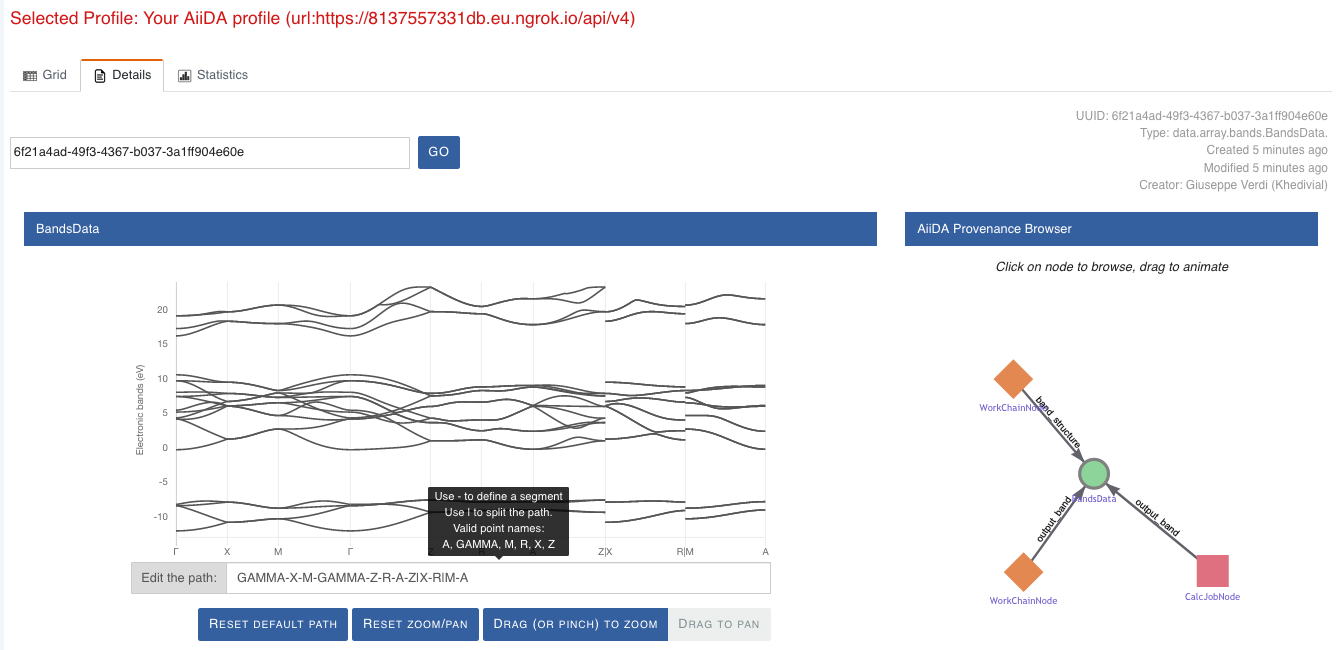 Selected Profile: Your AiiDA profile (url:https://8137557331db.eu.ngrok.io/api/v4)
Grid
Details
Statistics
UUID: 6f21a4ad-49f3-4367-b037-3a1ff904e60e
Type: data.array.bands.BandsData.
Created 5 minutes ago
Modified 5 minutes ago
Creator: Giuseppe Verdi (Khedivial)
6f21a4ad-49f3-4367-b037-3a1ff904e60e
GO
BandsData
Electronic bands (eV)
20
15
10
5
0
-5
-10
Γ X M Γ Z|X R|M A
Use - to define a segment
Use | to split the path.
Valid point names:
A, GAMMA, M, R, X, Z
Edit the path:
GAMMA-X-M-GAMMA-Z-R-A-Z|X-R|M-A
RESET DEFAULT PATH
RESET ZOOM/PAN
DRAG (OR PINCH) TO ZOOM
DRAG TO PAN
AiiDA Provenance Browser
Click on node to browse, drag to animate
WorkChainNode
band_structure
BandsData
output_band
output_band
WorkChainNode
CalcJobNode